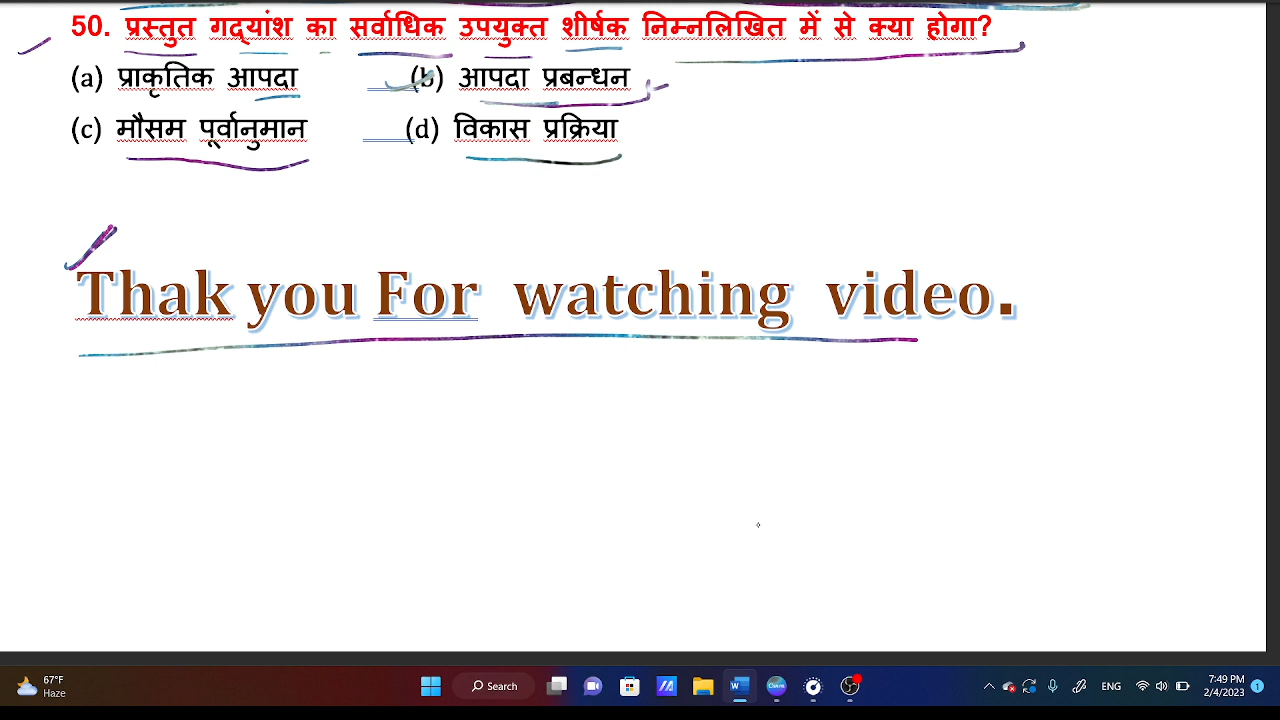 50. प्रस्तुत गद्यांश का सर्वाधिक उपयुक्त शीर्षक निम्नलिखित में से क्या होगा?
(a) प्राकृतिक आपदा (b) आपदा प्रबन्धन
(c) मौसम पूर्वानुमान (d) विकास प्रक्रिया
Thak you For watching video.
67°F
Haze
Search
ENG
7:49 PM
2/4/2023
1